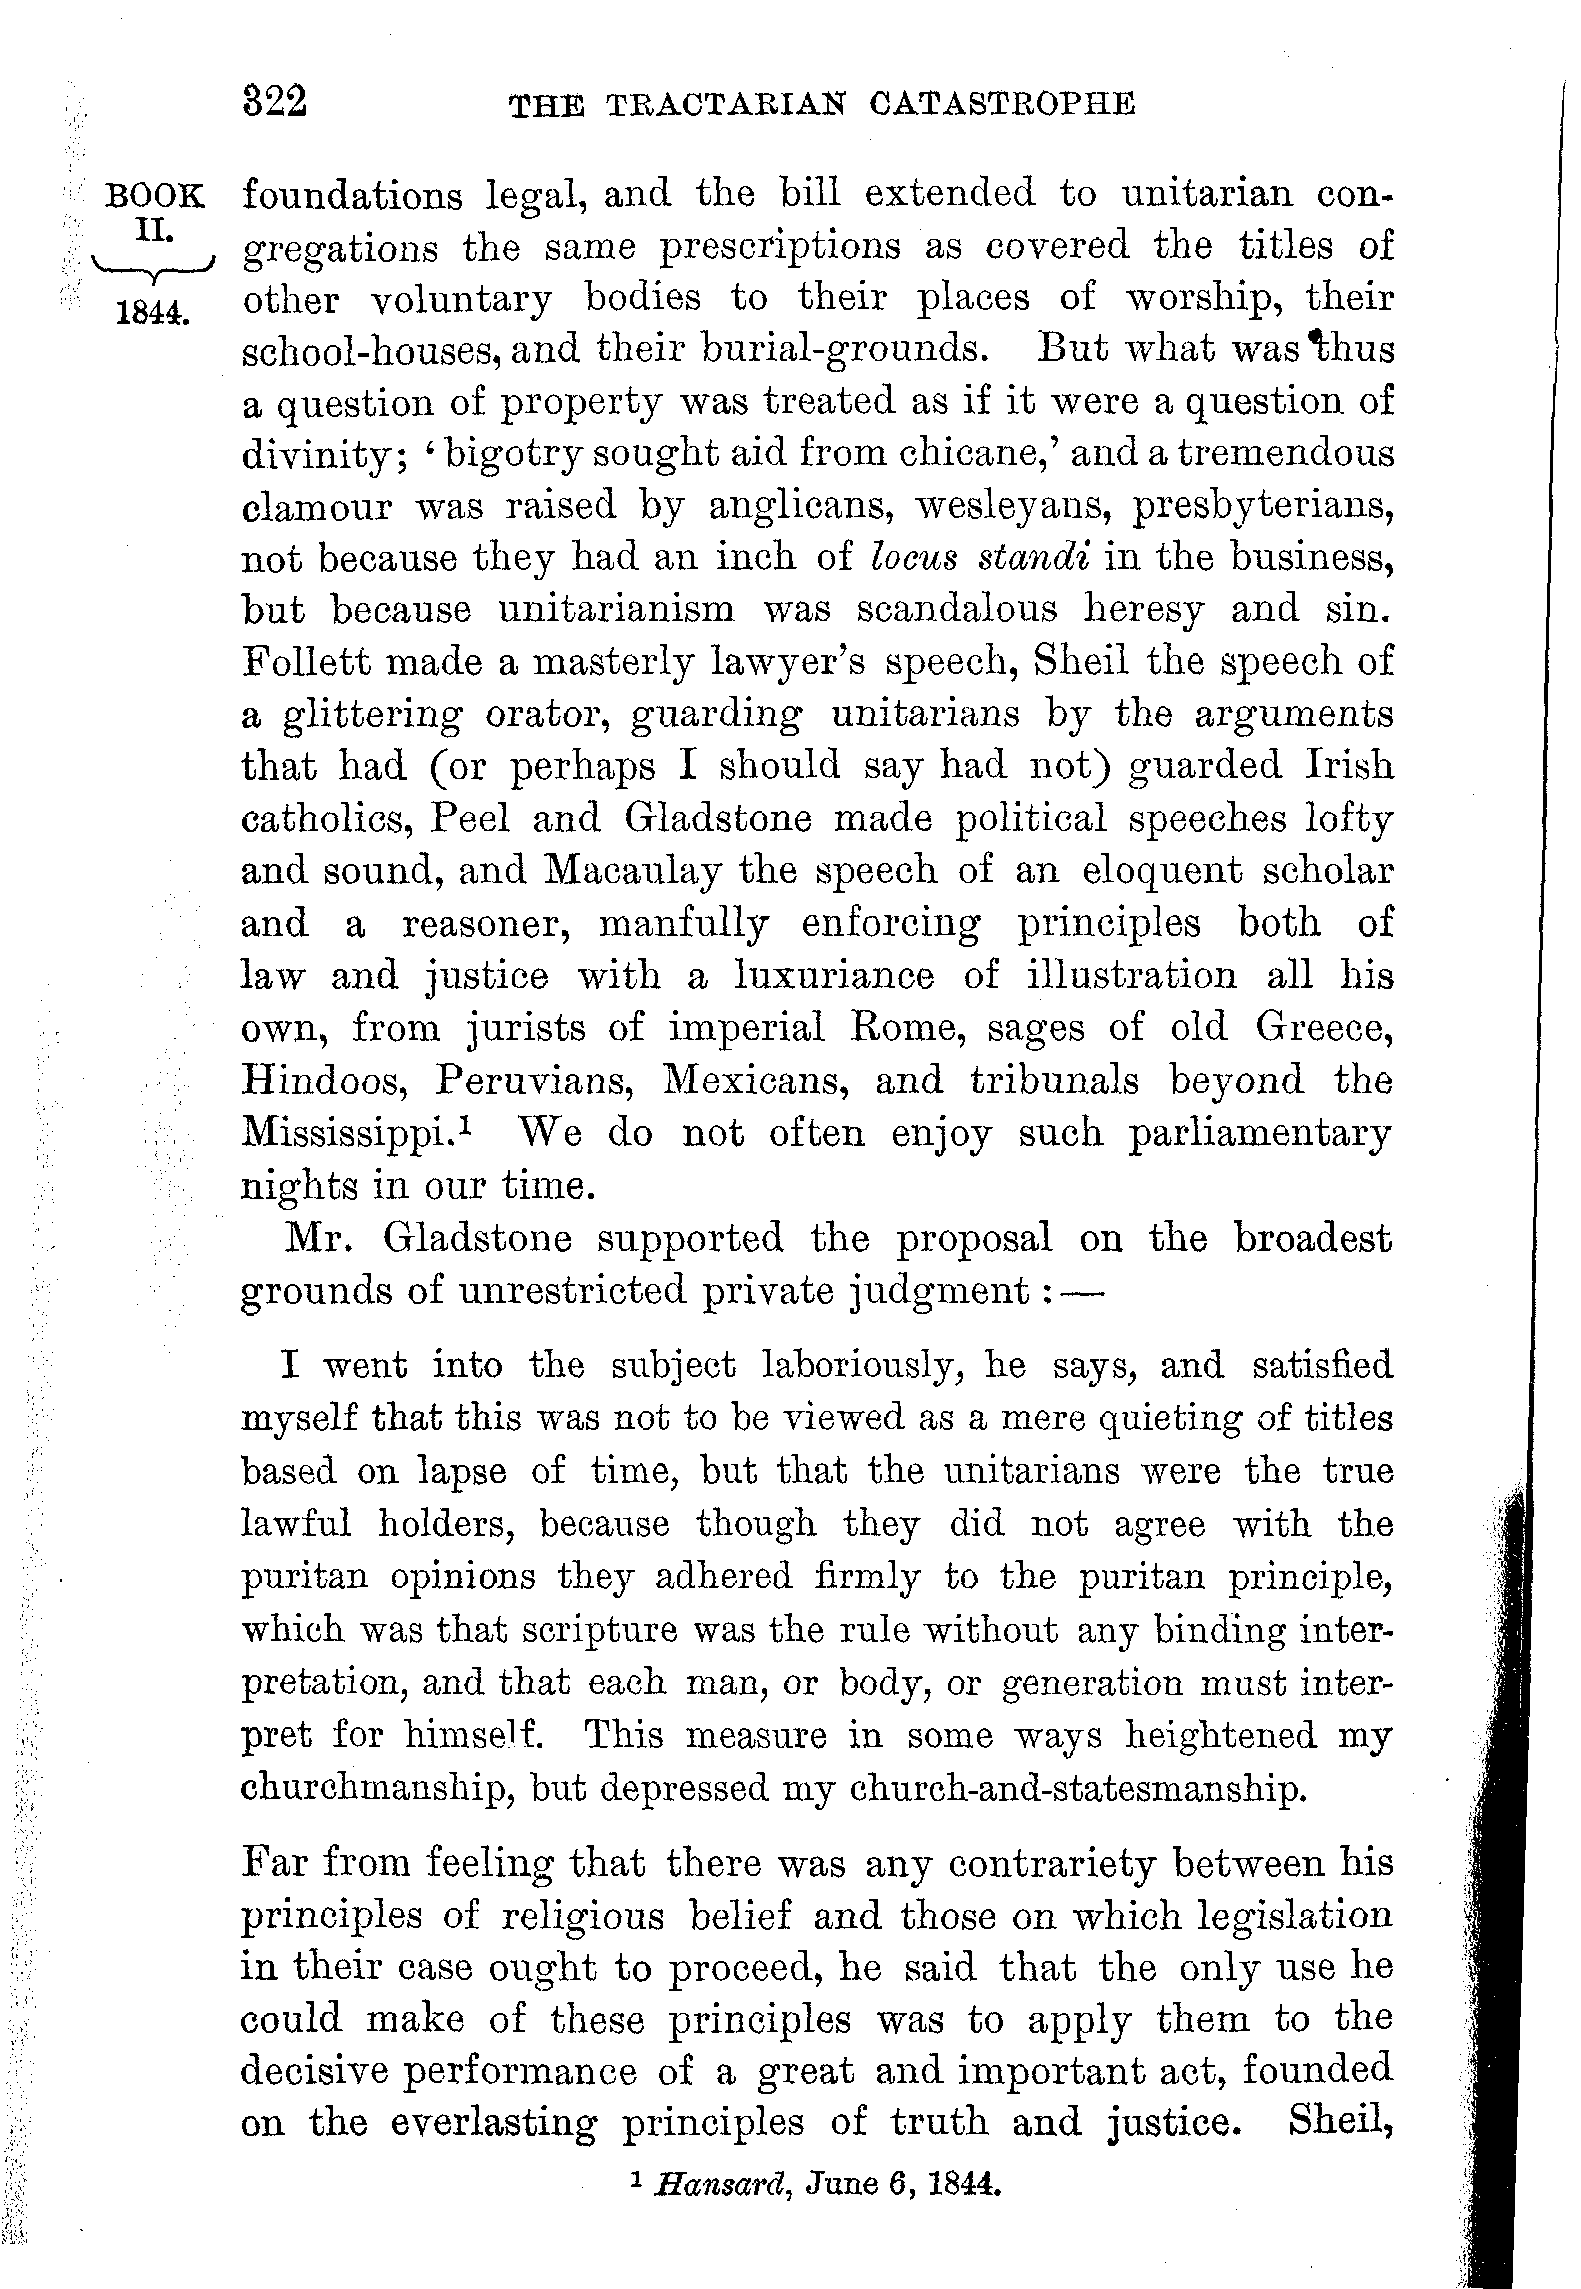 322 THE TRACTARIAN CATASTROPHE
BOOK
II.
1844.
foundations legal, and the bill extended to unitarian con-
gregations the same prescriptions as covered the titles of
other voluntary bodies to their places of worship, their
school-houses, and their burial-grounds. But what was thus
a question of property was treated as if it were a question of
divinity; ‘bigotry sought aid from chicane,’ and a tremendous
clamour was raised by anglicans, wesleyans, presbyterians,
not because they had an inch of locus standi in the business,
but because unitarianism was scandalous heresy and sin.
Follett made a masterly lawyer’s speech, Sheil the speech of
a glittering orator, guarding unitarians by the arguments
that had (or perhaps I should say had not) guarded Irish
catholics, Peel and Gladstone made political speeches lofty
and sound, and Macaulay the speech of an eloquent scholar
and a reasoner, manfully enforcing principles both of
law and justice with a luxuriance of illustration all his
own, from jurists of imperial Rome, sages of old Greece,
Hindoos, Peruvians, Mexicans, and tribunals beyond the
Mississippi.¹ We do not often enjoy such parliamentary
nights in our time.
Mr. Gladstone supported the proposal on the broadest
grounds of unrestricted private judgment :—
I went into the subject laboriously, he says, and satisfied
myself that this was not to be viewed as a mere quieting of titles
based on lapse of time, but that the unitarians were the true
lawful holders, because though they did not agree with the
puritan opinions they adhered firmly to the puritan principle,
which was that scripture was the rule without any binding inter-
pretation, and that each man, or body, or generation must inter-
pret for himself. This measure in some ways heightened my
churchmanship, but depressed my church-and-statesmanship.
Far from feeling that there was any contrariety between his
principles of religious belief and those on which legislation
in their case ought to proceed, he said that the only use he
could make of these principles was to apply them to the
decisive performance of a great and important act, founded
on the everlasting principles of truth and justice. Sheil,
¹ Hansard, June 6, 1844.